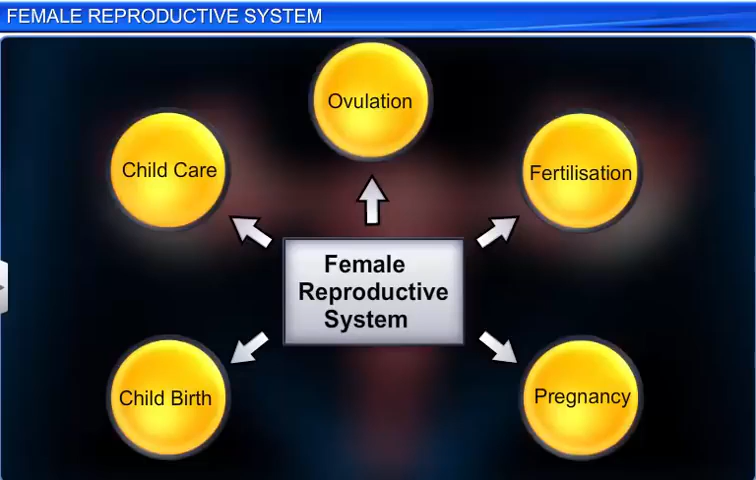 FEMALE REPRODUCTIVE SYSTEM
Ovulation
Child Care
Fertilisation
Female
Reproductive
System
Child Birth
Pregnancy